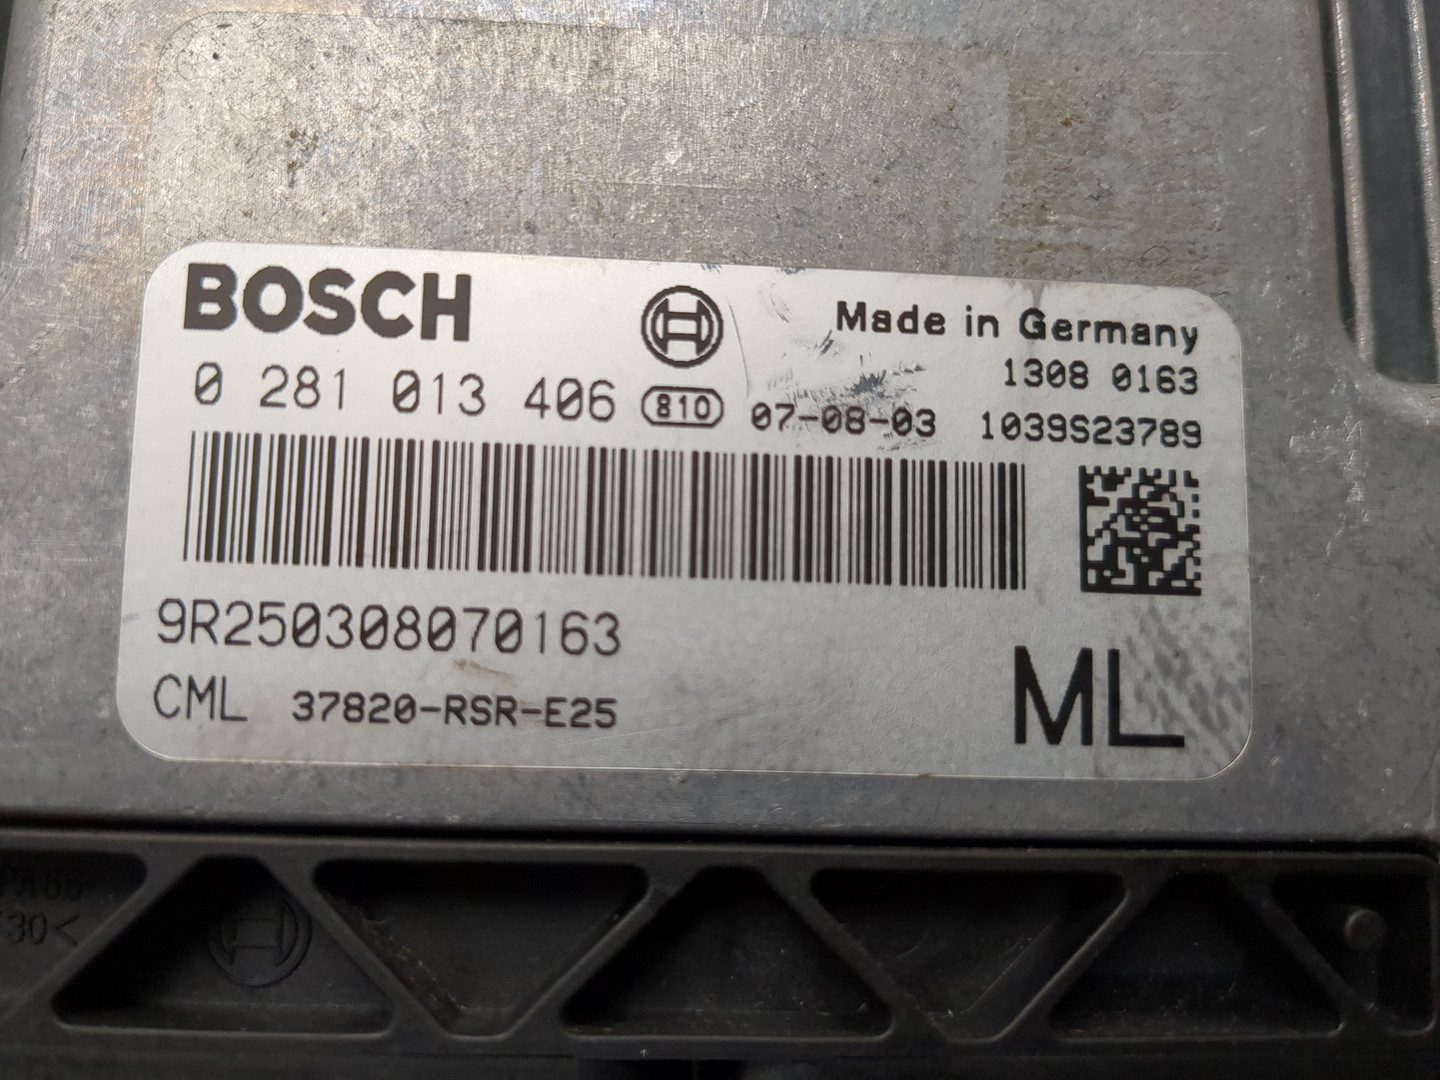 BOSCH
Made in Germany
1308 0163
0 281 013 406 810 07-08-03 1039S23789
9R250308070163
CML 37820-RSR-E25
ML
30<